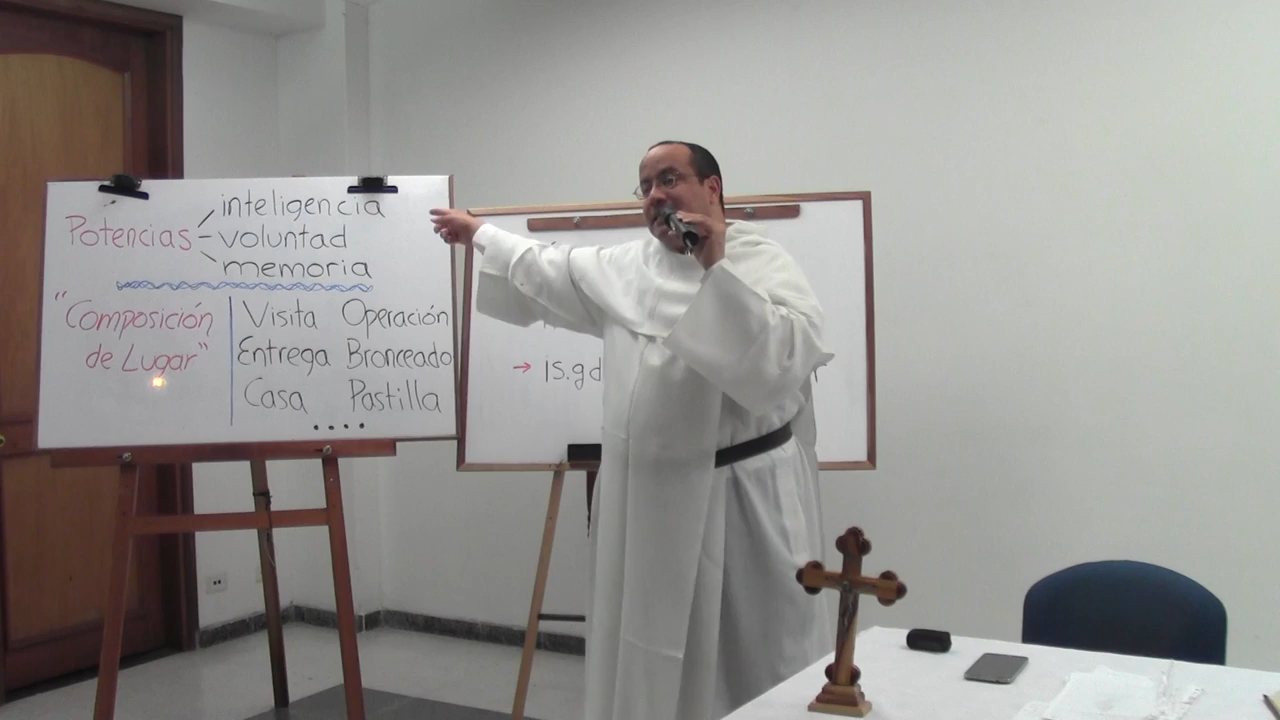 Potencias
inteligencia
voluntad
memoria
"Composición
de Lugar"
Visita Operación
Entrega Bronceado
Casa Pastilla
....
→ is.gd